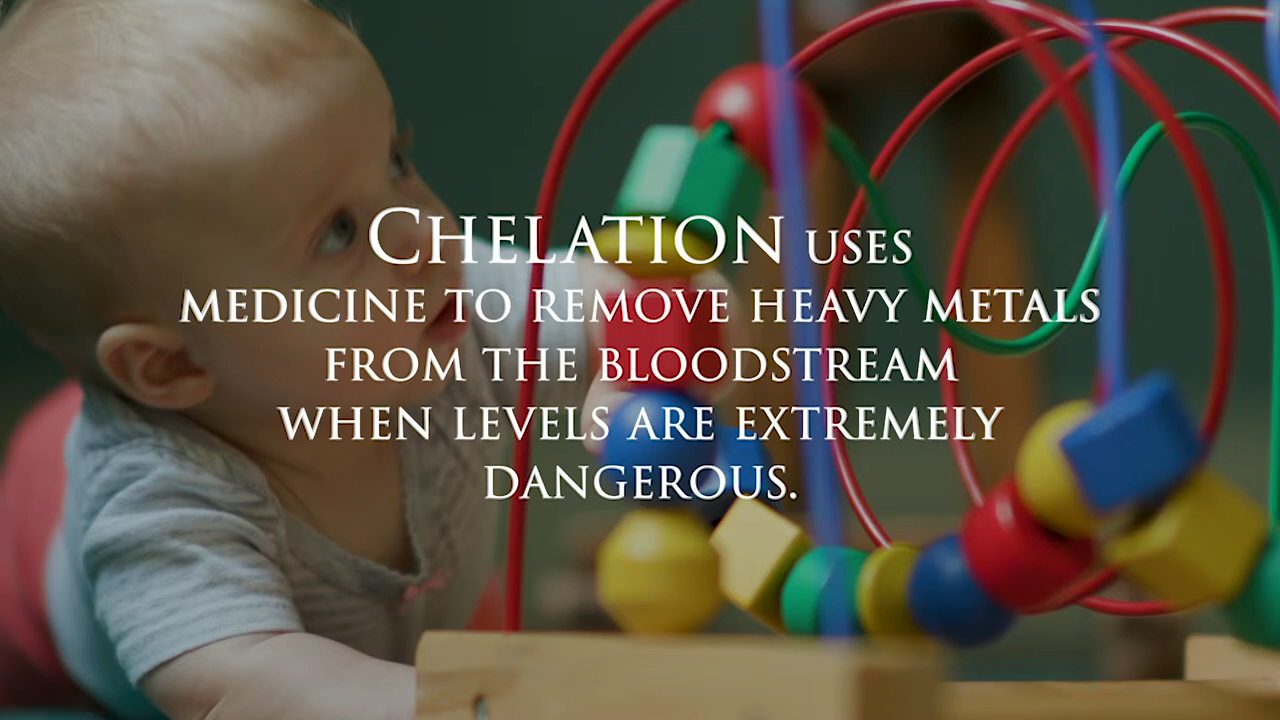 Chelation uses
medicine to remove heavy metals
from the bloodstream
when levels are extremely
dangerous.